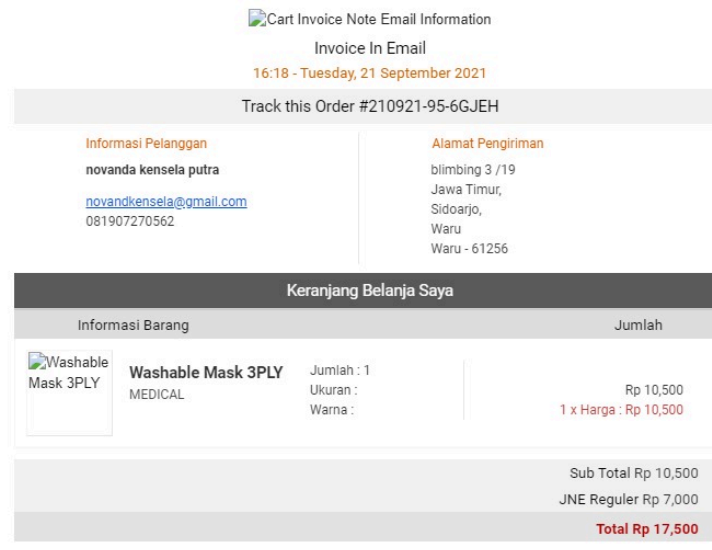 Cart Invoice Note Email Information
Invoice In Email
16:18 - Tuesday, 21 September 2021
Track this Order #210921-95-6GJEH
Informasi Pelanggan
novanda kensela putra
novandkensela@gmail.com
081907270562
Alamat Pengiriman
blimbing 3 /19
Jawa Timur,
Sidoarjo,
Waru
Waru - 61256
Keranjang Belanja Saya
Informasi Barang Jumlah
Washable
Mask 3PLY
Washable Mask 3PLY
MEDICAL
Jumlah : 1
Ukuran :
Warna :
Rp 10,500
1 x Harga : Rp 10,500
Sub Total Rp 10,500
JNE Reguler Rp 7,000
Total Rp 17,500